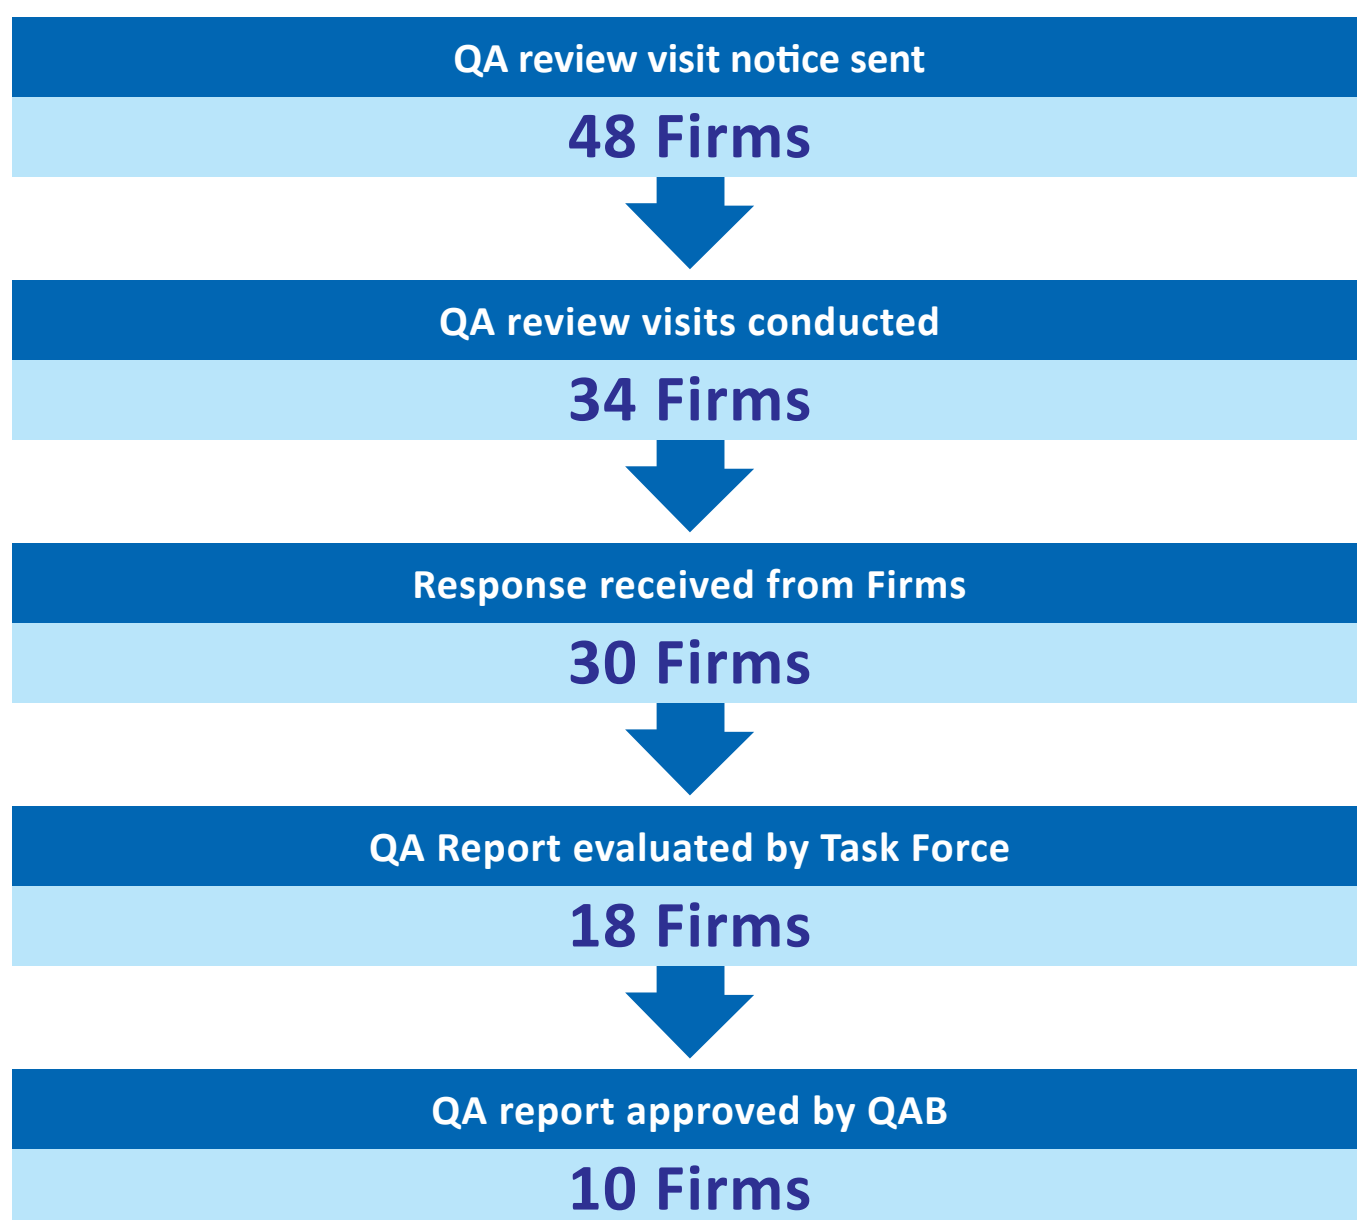 QA review visit notice sent
48 Firms
QA review visits conducted
34 Firms
Response received from Firms
30 Firms
QA Report evaluated by Task Force
18 Firms
QA report approved by QAB
10 Firms